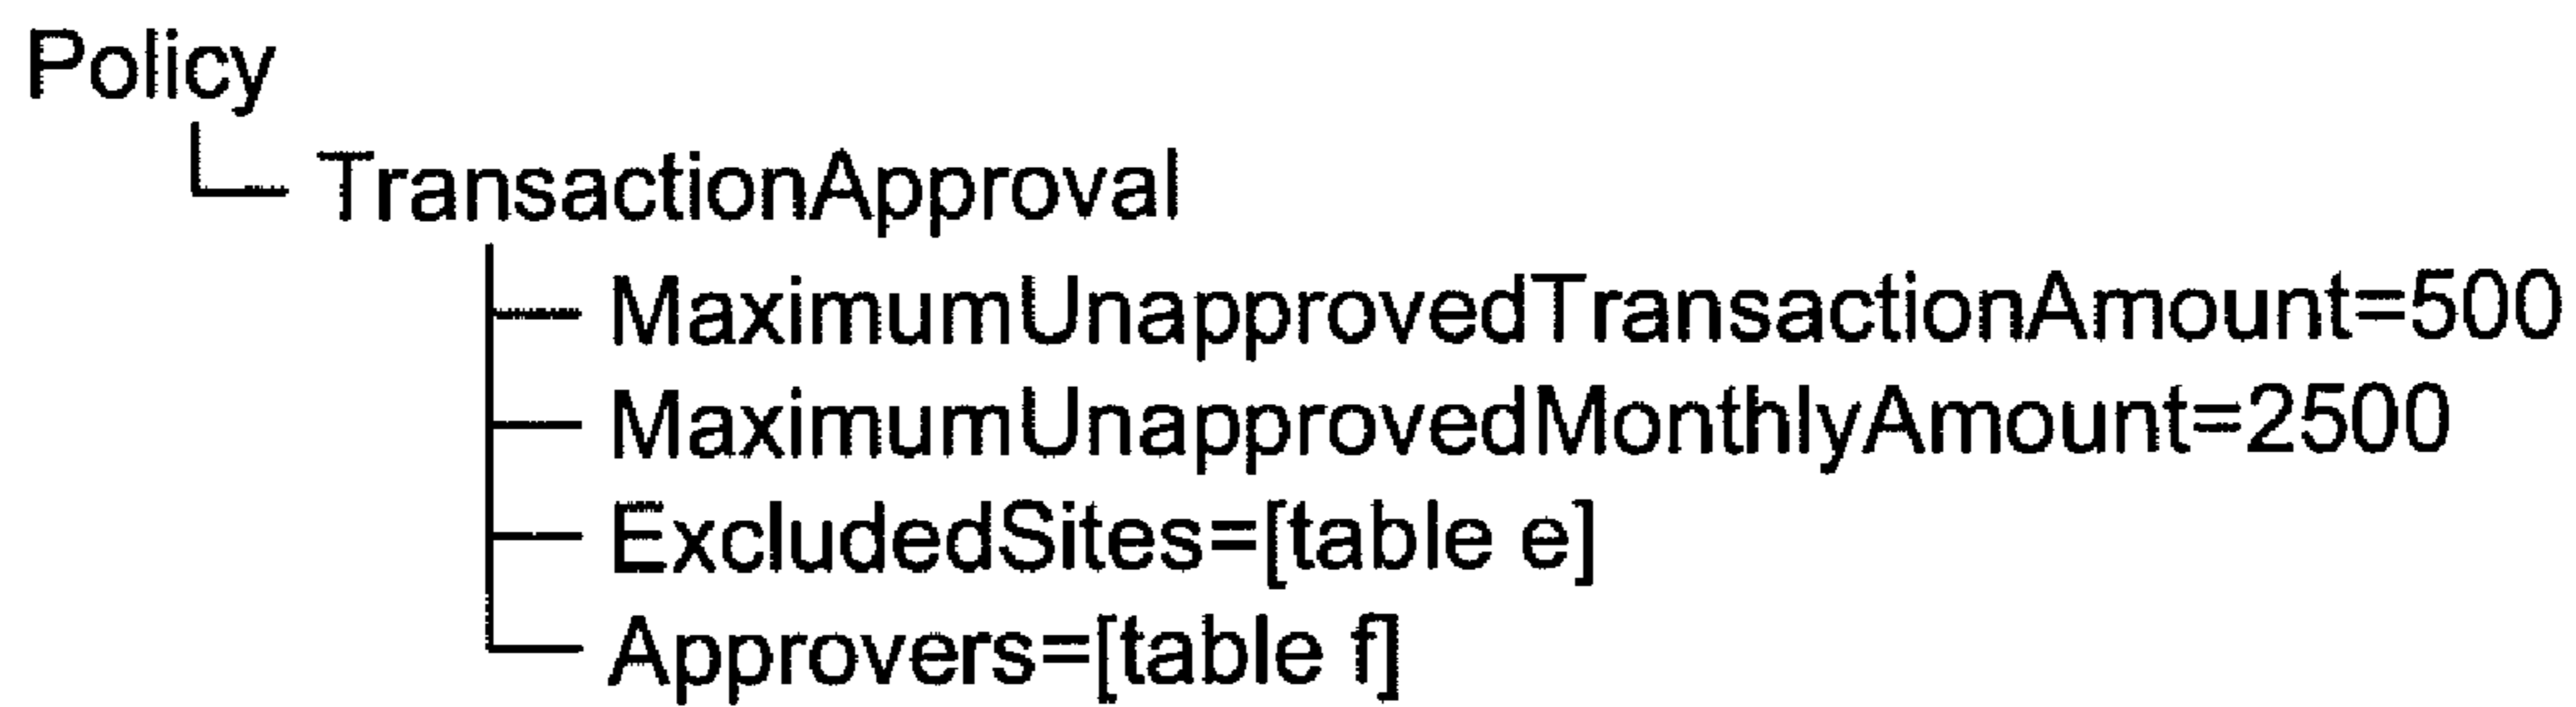 Policy
TransactionApproval
MaximumUnapprovedTransactionAmount=500
MaximumUnapprovedMonthlyAmount=2500
ExcludedSites=[table e]
Approvers=[table f]